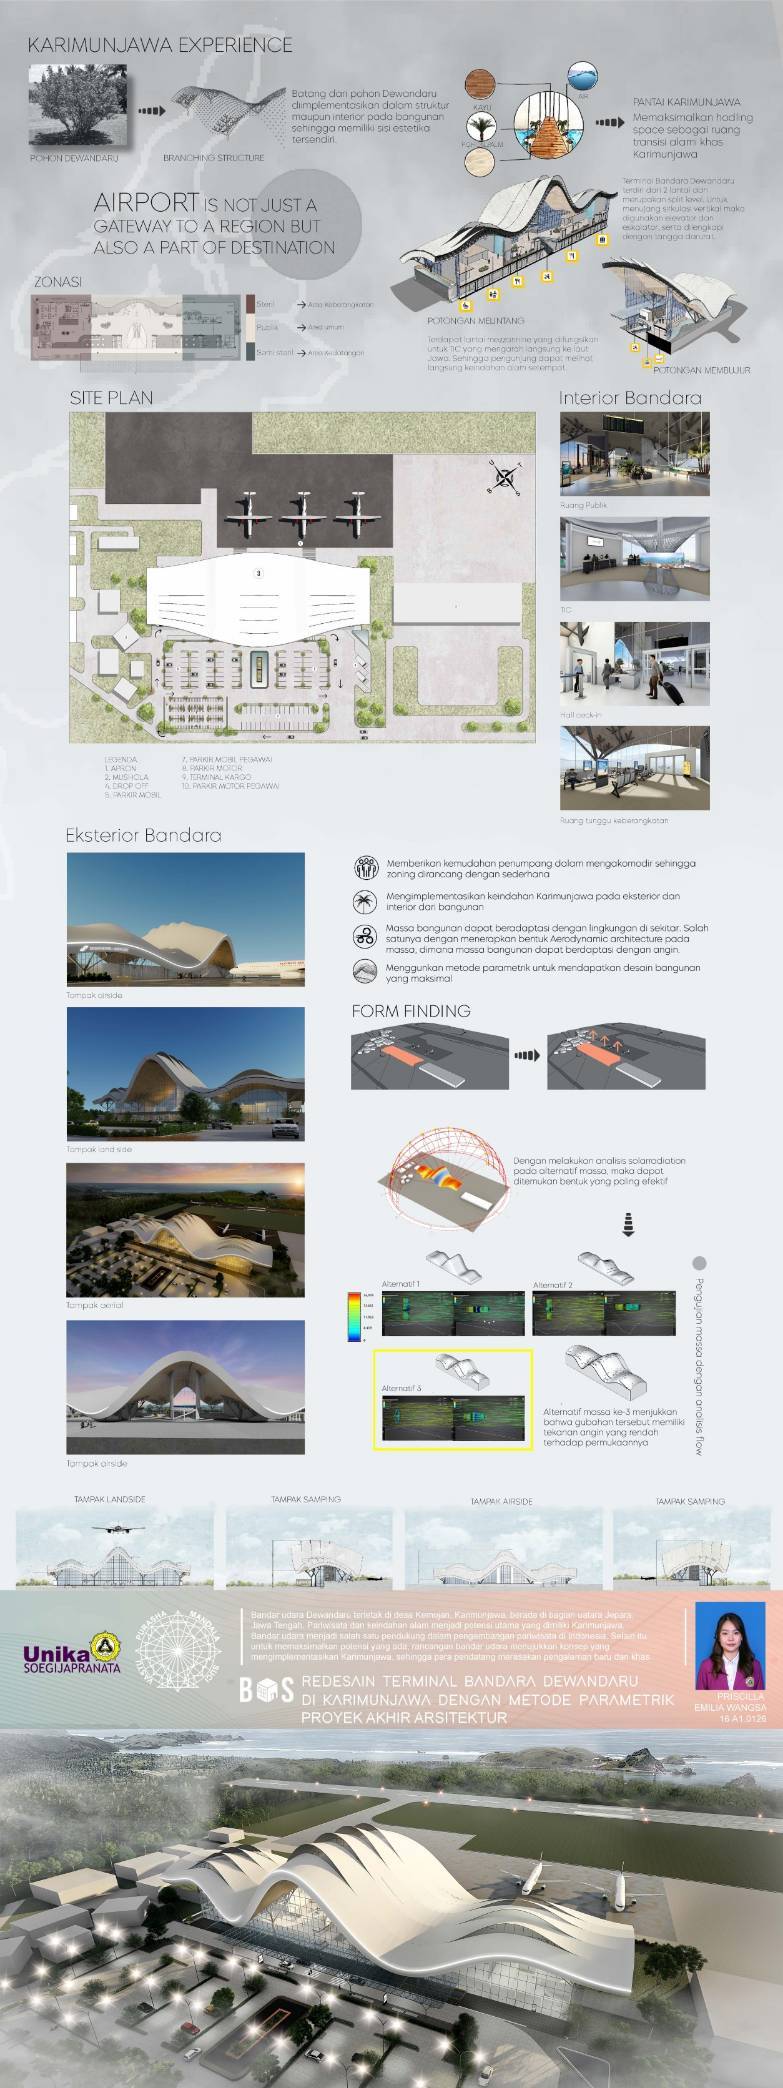 KARIMUNJAWA EXPERIENCE
POHON DEWANDARU
BRANCHING STRUCTURE
Batang dari pohon Dewandaru
diimplementasikan dalam struktur
maupun interior pada bangunan
sehingga memiliki sisi estetika
tersendiri.
KAYU
AIR
PANTAI KARIMUNJAWA
Memaksimalkan hadling
space sebagai ruang
transisi alami khas
Karimunjawa
AIRPORT IS NOT JUST A
GATEWAY TO A REGION BUT
ALSO A PART OF DESTINATION
Terminal Bandara Dewandaru
terdiri dari 2 lantai dan
merupakan split level. Untuk
menunjang sirkulasi vertikal maka
digunakan elevator dan
eskalator, serta dilengkapi
dengan tangga darurat.
ZONASI
Steril
Area Keberangkatan
Publik
Area umum
Semi steril
Area Kedatangan
POTONGAN MELINTANG
Terdapat lantai mezzannine yang difungsikan
untuk TIC yang mengarah langsung ke laut
Jawa. Sehingga pengunjung dapat melihat
langsung keindahan alam setempat.
POTONGAN MEMBUJUR
SITE PLAN
3
LEGENDA
1. APRON
2. MUSHOLA
4. DROP OFF
5. PARKIR MOBIL
7. PARKIR MOBIL PEGAWAI
8. PARKIR MOTOR
9. TERMINAL KARGO
10. PARKIR MOTOR PEGAWAI
Interior Bandara
Ruang Publik
TIC
Hall ceck-in
Ruang tunggu keberangkatan
Eksterior Bandara
Tampak airside
Tampak land side
Tampak aerial
Tampak airside
Memberikan kemudahan penumpang dalam mengakomodir sehingga
zoning dirancang dengan sederhana
Mengimplementasikan keindahan Karimunjawa pada eksterior dan
interior dari bangunan
Massa bangunan dapat beradaptasi dengan lingkungan di sekitar. Salah
satunya dengan menerapkan bentuk Aerodynamic architecture pada
massa, dimana massa bangunan dapat berdaptasi dengan angin.
Menggunkan metode parametrik untuk mendapatkan desain bangunan
yang maksimal
FORM FINDING
Dengan melakukan analisis solarradiation
pada alternatif massa, maka dapat
ditemukan bentuk yang paling efektif
Alternatif 1
Alternatif 2
Alternatif 3
Alternatif massa ke-3 menjukkan
bahwa gubahan tersebut memiliki
tekanan angin yang rendah
terhadap permukaannya
Pengujian massa dengan analisis flow
TAMPAK LANDSIDE
TAMPAK SAMPING
TAMPAK AIRSIDE
TAMPAK SAMPING
Unika
SOEGIJAPRANATA
Bandar udara Dewandaru terletak di desa Kemujan, Karimunjawa, berada di bagian uatara Jepara,
Jawa Tengah. Pariwisata dan keindahan alam menjadi potensi utama yang dimiliki Karimunjawa.
Bandar udara menjadi salah satu pendukung dalam pengembangan pariwisata di Indonesia. Selain itu
untuk memaksimalkan potensi yang ada, rancangan bandar udara menujukkan konsep yang
mengimplementasikan Karimunjawa, sehingga para pendatang merasakan pengalaman baru dan khas.
REDESAIN TERMINAL BANDARA DEWANDARU
DI KARIMUNJAWA DENGAN METODE PARAMETRIK
PROYEK AKHIR ARSITEKTUR
PRISCILLA
EMILIA WANGSA
16.A1.0126